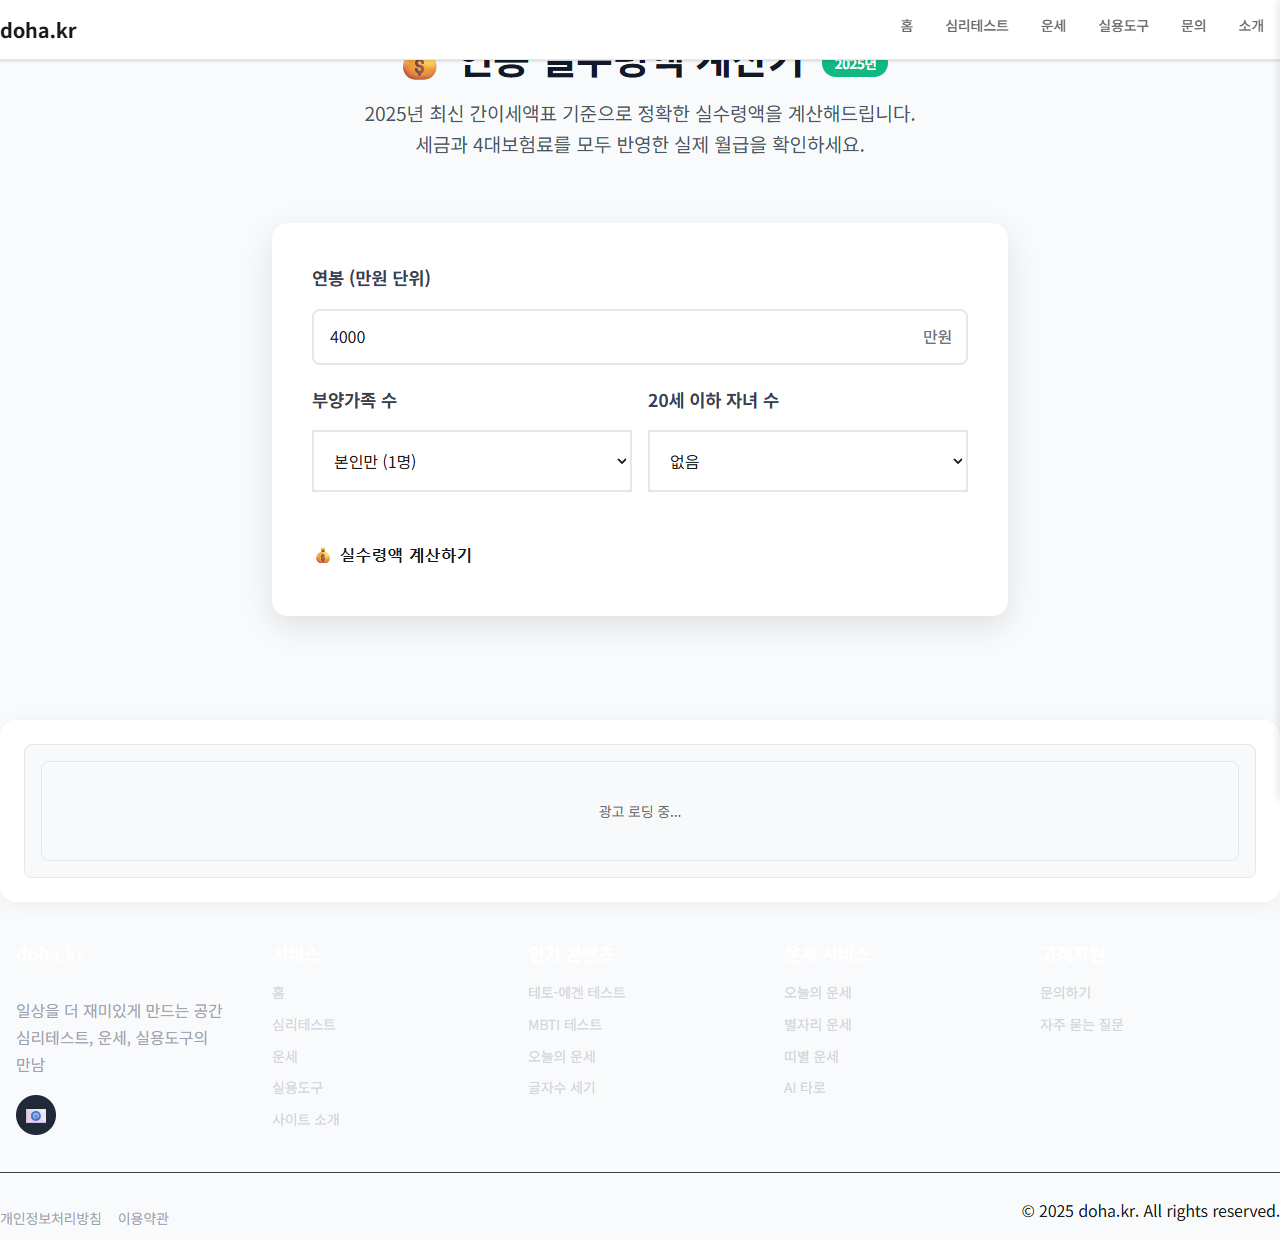 doha.kr
홈 심리테스트 운세 실용도구 문의 소개
연봉 실수령액 계산기 2025년
2025년 최신 간이세액표 기준으로 정확한 실수령액을 계산해드립니다.
세금과 4대보험료를 모두 반영한 실제 월급을 확인하세요.
연봉 (만원 단위)
4000 만원
부양가족 수 20세 이하 자녀 수
본인만 (1명) 없음
실수령액 계산하기
광고 로딩 중...
doha.kr
일상을 더 재미있게 만드는 공간
심리테스트, 운세, 실용도구의
만남
서비스
홈
심리테스트
운세
실용도구
사이트 소개
인기 콘텐츠
테토-에겐 테스트
MBTI 테스트
오늘의 운세
글자수 세기
운세 서비스
오늘의 운세
별자리 운세
띠별 운세
AI 타로
고객지원
문의하기
자주 묻는 질문
개인정보처리방침 이용약관
© 2025 doha.kr. All rights reserved.